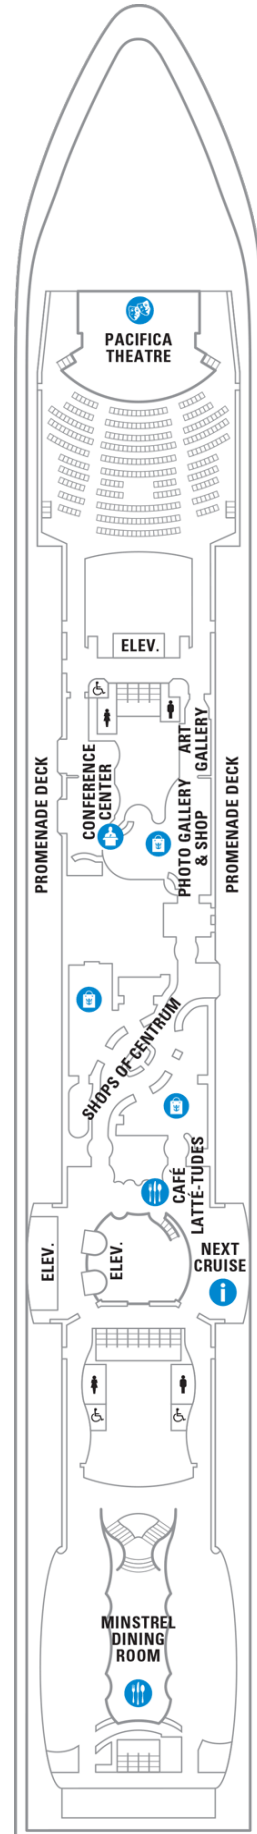 PACIFICA
THEATRE
ELEV.
ART
GALLERY
CONFERENCE
CENTER
PHOTO GALLERY
& SHOP
PROMENADE DECK
PROMENADE DECK
SHOPS OF CENTRUM
CAFÉ
LATTÉ-TUDES
ELEV.
ELEV.
NEXT
CRUISE
i
MINSTREL
DINING
ROOM